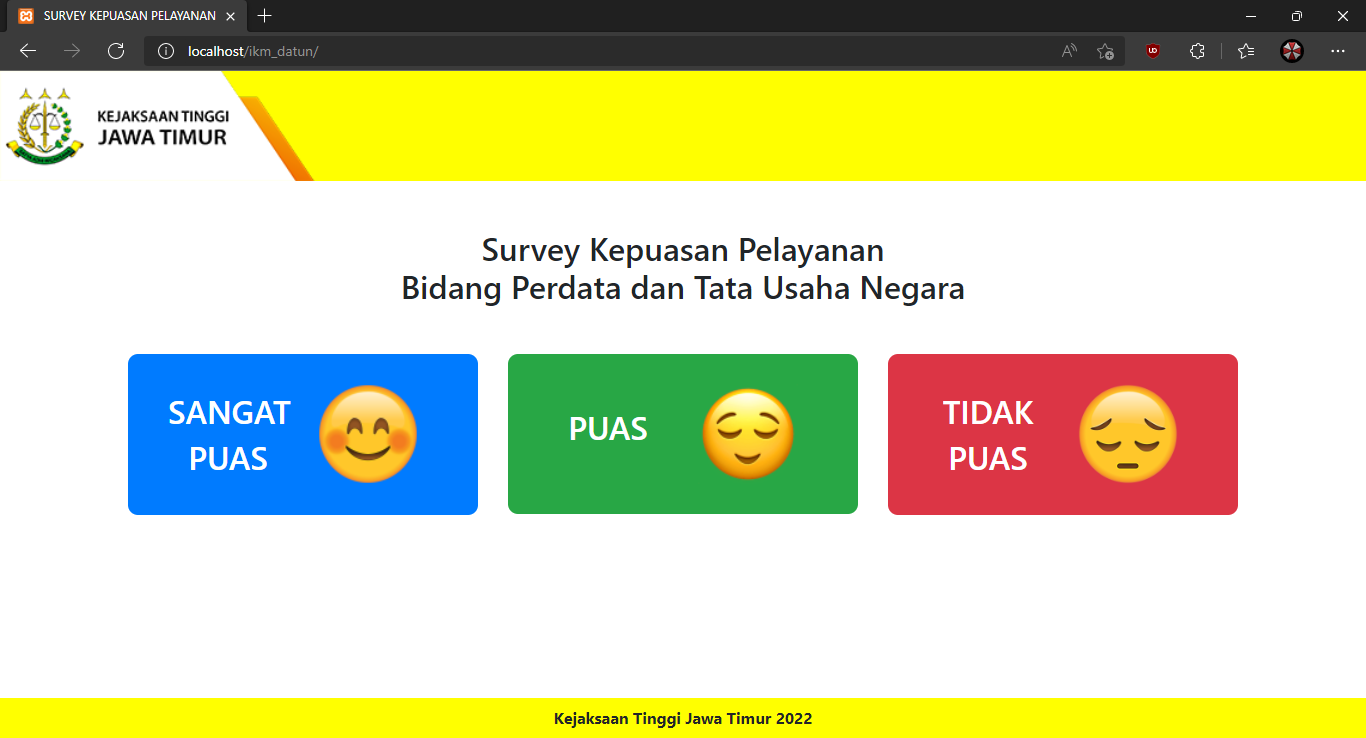 SURVEY KEPUASAN PELAYANAN
localhost/ikm_datun/
KEJAKSAAN TINGGI
JAWA TIMUR
Survey Kepuasan Pelayanan
Bidang Perdata dan Tata Usaha Negara
SANGAT
PUAS
PUAS
TIDAK
PUAS
Kejaksaan Tinggi Jawa Timur 2022